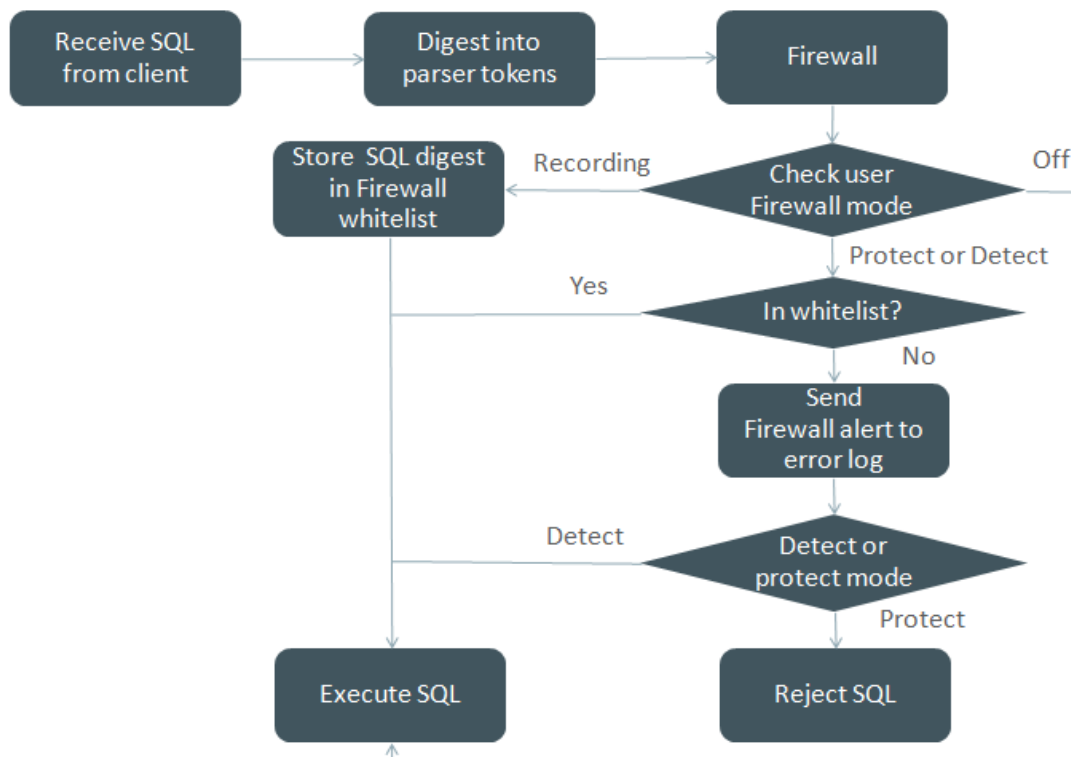 Receive SQL
from client
Digest into
parser tokens
Firewall
Store SQL digest
in Firewall
whitelist
Recording
Check user
Firewall mode
Off
Protect or Detect
Yes
In whitelist?
No
Send
Firewall alert to
error log
Detect
Detect or
protect mode
Protect
Execute SQL
Reject SQL